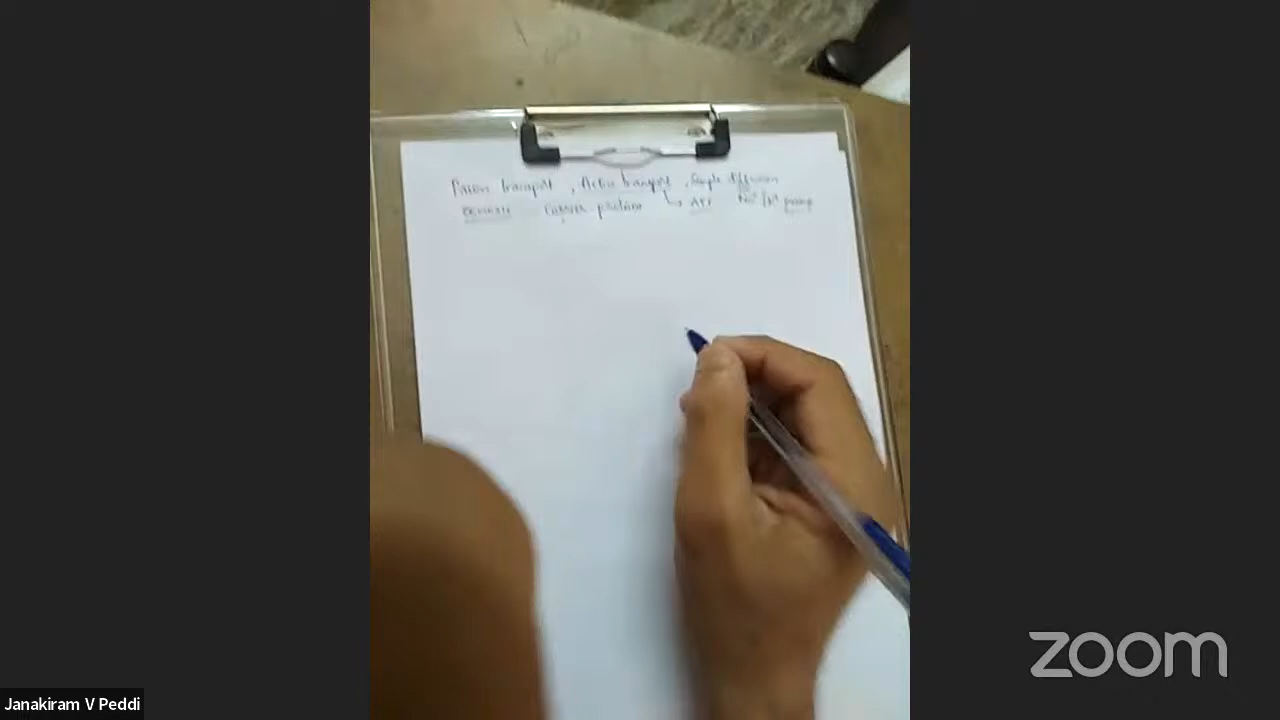 Passive transport, Active transport, Simple diffusion
Osmosis Carrier proteins ↳ ATP Na⁺/K⁺ pump
Janakiram V Peddi
zoom